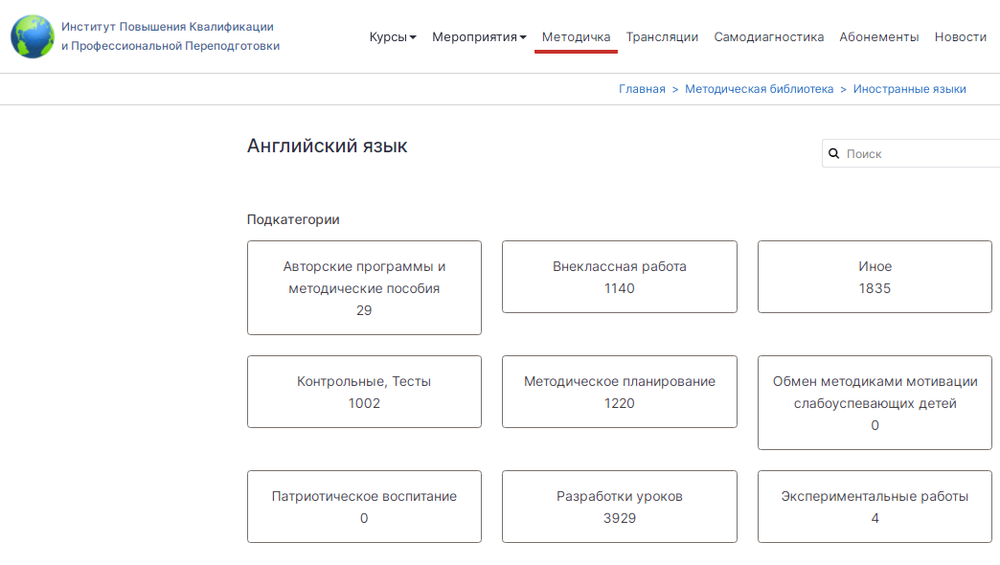 Институт Повышения Квалификации
и Профессиональной Переподготовки
Курсы Мероприятия Методичка Трансляции Самодиагностика Абонементы Новости
Главная > Методическая библиотека > Иностранные языки
Английский язык
Поиск
Подкатегории
Авторские программы и
методические пособия
29
Внеклассная работа
1140
Иное
1835
Контрольные, Тесты
1002
Методическое планирование
1220
Обмен методиками мотивации
слабоуспевающих детей
0
Патриотическое воспитание
0
Разработки уроков
3929
Экспериментальные работы
4